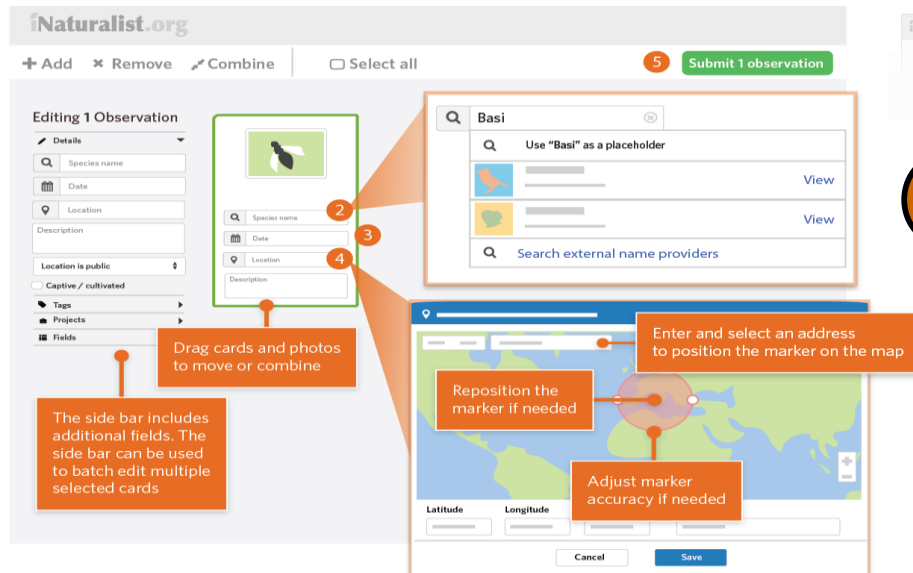 iNaturalist.org
Add
Remove
Combine
Select all
5
Submit 1 observation
Editing 1 Observation
Details
Species name
Date
Location
Description
Location is public
Captive / cultivated
Tags
Projects
Fields
Species name
2
Date
3
Location
4
Description
Drag cards and photos
to move or combine
The side bar includes
additional fields. The
side bar can be used
to batch edit multiple
selected cards
Basi
Use “Basi” as a placeholder
View
View
Search external name providers
Enter and select an address
to position the marker on the map
Reposition the
marker if needed
Adjust marker
accuracy if needed
Latitude
Longitude
Cancel
Save